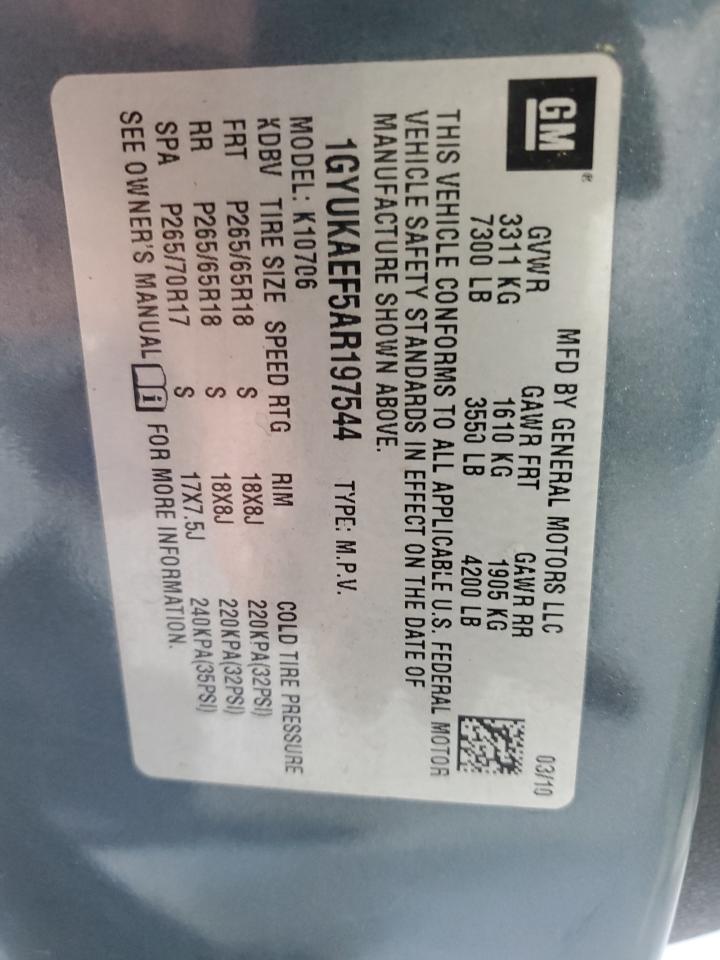 GM®
MFD BY GENERAL MOTORS LLC 03/10
GVWR GAWR FRT GAWR RR
3311 KG 1610 KG 1905 KG
7300 LB 3550 LB 4200 LB
THIS VEHICLE CONFORMS TO ALL APPLICABLE U.S. FEDERAL MOTOR
VEHICLE SAFETY STANDARDS IN EFFECT ON THE DATE OF
MANUFACTURE SHOWN ABOVE.
1GYUKAEF5AR197544 TYPE: M.P.V.
MODEL: K10706
KDBV TIRE SIZE SPEED RTG RIM COLD TIRE PRESSURE
FRT P265/65R18 S 18X8J 220KPA(32PSI)
RR P265/65R18 S 18X8J 220KPA(32PSI)
SPA P265/70R17 S 17X7.5J 240KPA(35PSI)
SEE OWNER'S MANUAL FOR MORE INFORMATION.